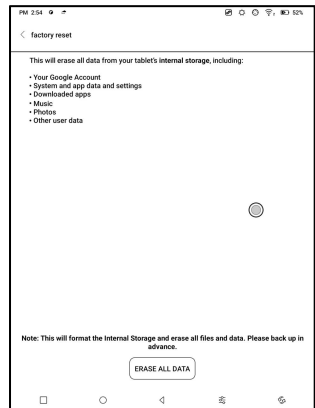 PM 2:54 52%
factory reset
This will erase all data from your tablet's internal storage, including:
• Your Google Account
• System and app data and settings
• Downloaded apps
• Music
• Photos
• Other user data
Note: This will format the Internal Storage and erase all files and data. Please back up in
advance.
ERASE ALL DATA